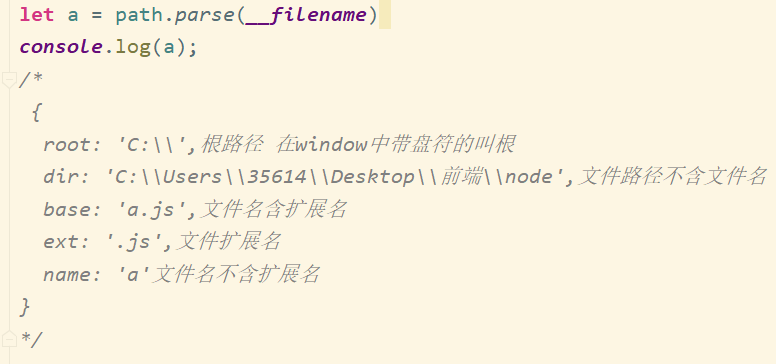 let a = path.parse(__filename)
console.log(a);
/*
{
root: 'C:\\',根路径 在window中带盘符的叫根
dir: 'C:\\Users\\35614\\Desktop\\前端\\node',文件路径不含文件名
base: 'a.js',文件名含扩展名
ext: '.js',文件扩展名
name: 'a'文件名不含扩展名
}
*/